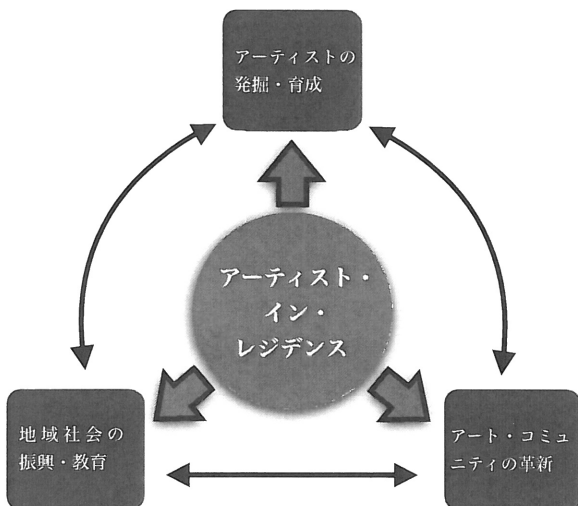 アーティストの
発掘・育成
アーティスト・
イン・
レジデンス
地域社会の
振興・教育
アート・コミュ
ニティの革新